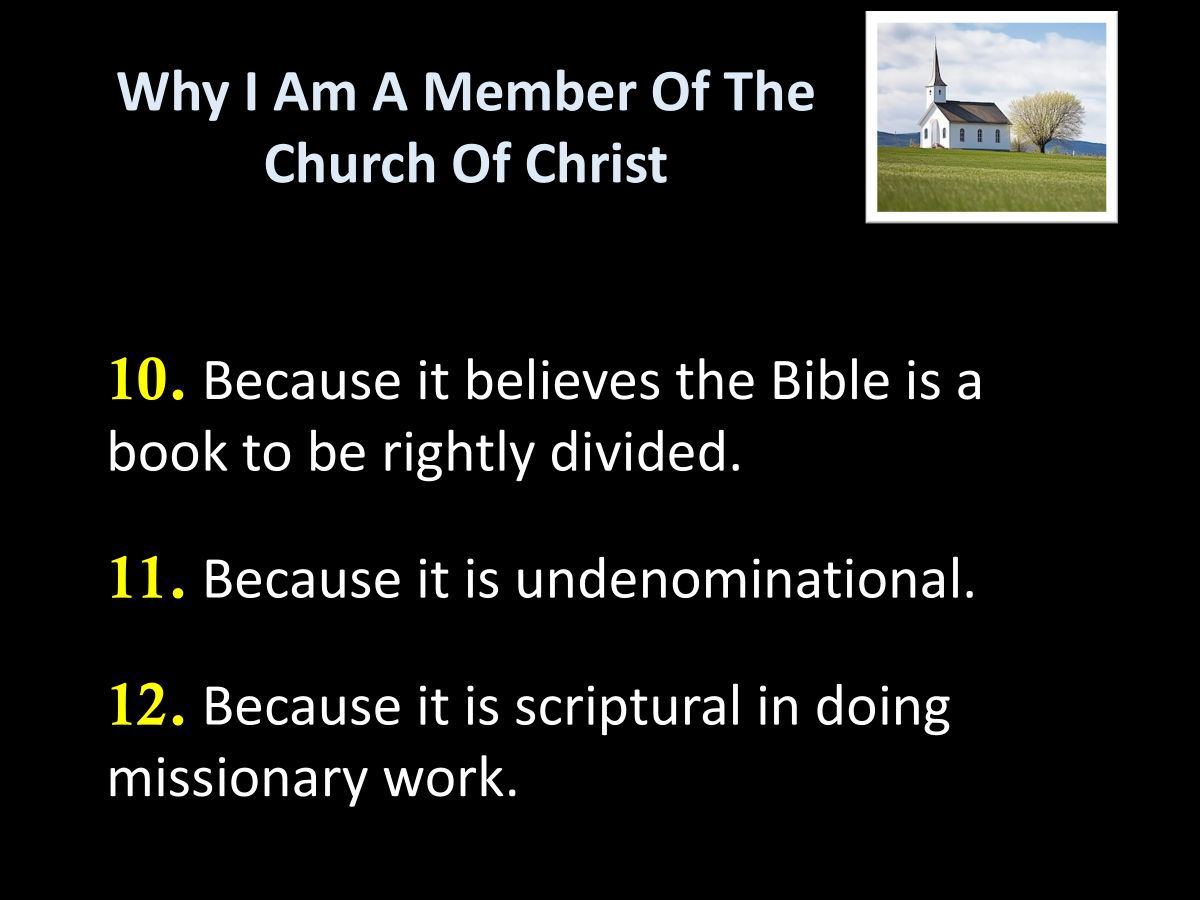 Why I Am A Member Of The
Church Of Christ
10. Because it believes the Bible is a
book to be rightly divided.
11. Because it is undenominational.
12. Because it is scriptural in doing
missionary work.